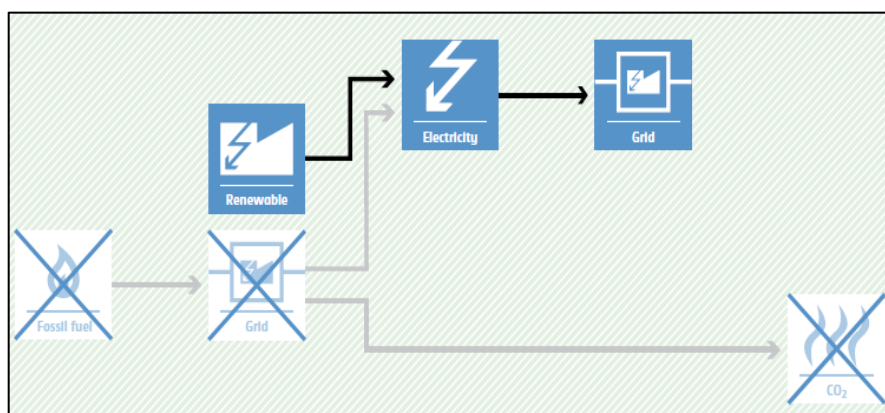 Electricity
Grid
Renewable
Fossil fuel
Grid
CO₂